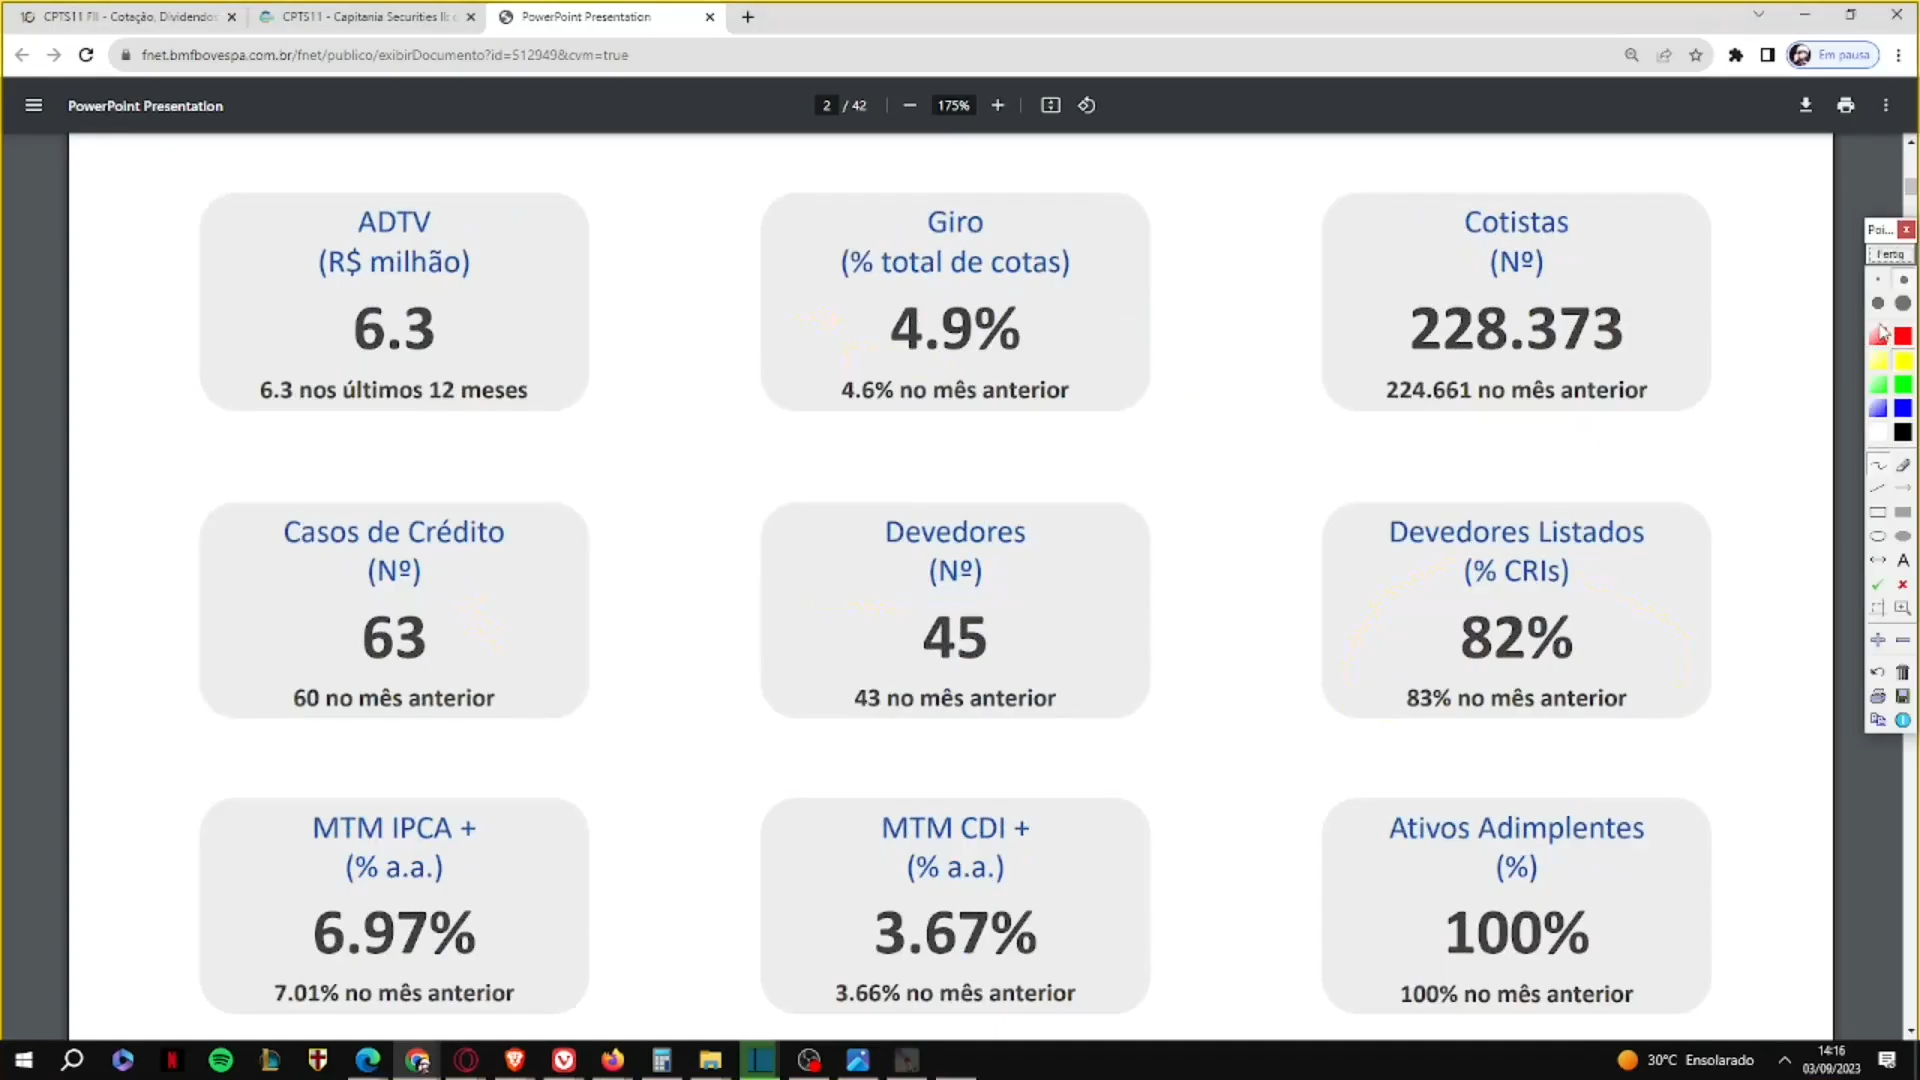 CPTS11 FII - Cotação, Dividendos
CPTS11 - Capitania Securities II: c
PowerPoint Presentation
fnet.bmfbovespa.com.br/fnet/publico/exibirDocumento?id=512949&cvm=true
Em pausa
PowerPoint Presentation
2 / 42
175%
ADTV
(R$ milhão)
6.3
6.3 nos últimos 12 meses
Giro
(% total de cotas)
4.9%
4.6% no mês anterior
Cotistas
(Nº)
228.373
224.661 no mês anterior
Casos de Crédito
(Nº)
63
60 no mês anterior
Devedores
(Nº)
45
43 no mês anterior
Devedores Listados
(% CRIs)
82%
83% no mês anterior
MTM IPCA +
(% a.a.)
6.97%
7.01% no mês anterior
MTM CDI +
(% a.a.)
3.67%
3.66% no mês anterior
Ativos Adimplentes
(%)
100%
100% no mês anterior
Poi...
Fertig
A
30°C Ensolarado
14:16
03/09/2023